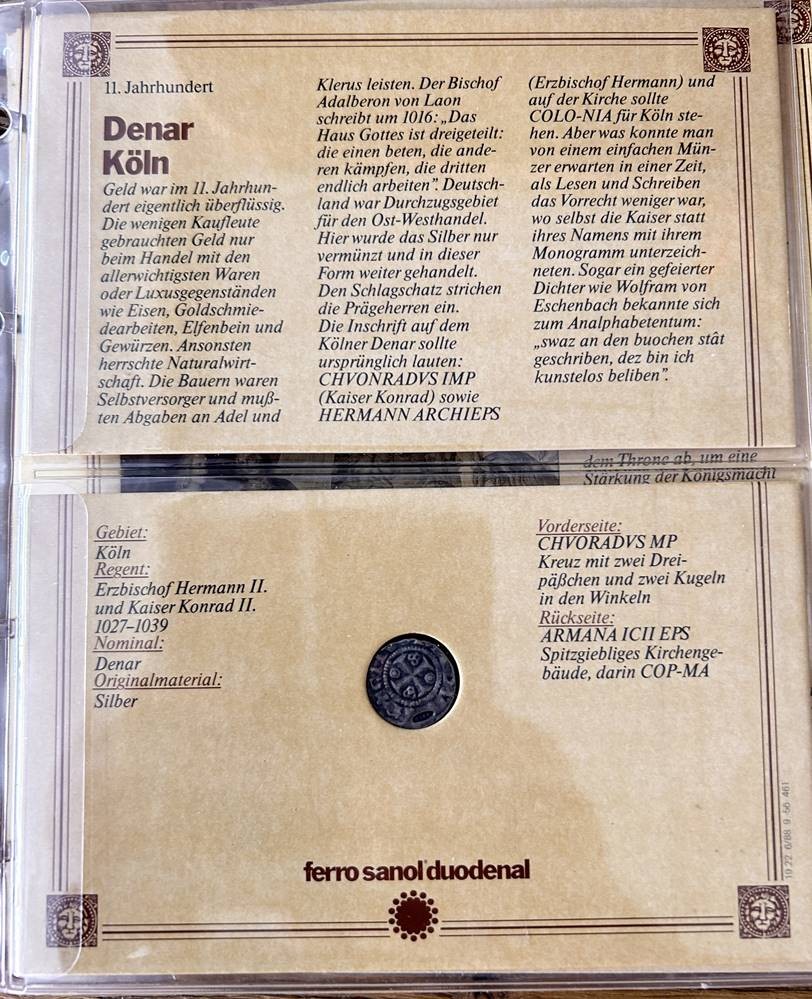 11. Jahrhundert
Denar
Köln
Geld war im 11. Jahrhun-
dert eigentlich überflüssig.
Die wenigen Kaufleute
gebrauchten Geld nur
beim Handel mit den
allerwichtigsten Waren
oder Luxusgegenständen
wie Eisen, Goldschmie-
dearbeiten, Elfenbein und
Gewürzen. Ansonsten
herrschte Naturalwirt-
schaft. Die Bauern waren
Selbstversorger und muß-
ten Abgaben an Adel und
Klerus leisten. Der Bischof
Adalberon von Laon
schreibt um 1016: „Das
Haus Gottes ist dreigeteilt:
die einen beten, die ande-
ren kämpfen, die dritten
endlich arbeiten”. Deutsch-
land war Durchzugsgebiet
für den Ost-Westhandel.
Hier wurde das Silber nur
vermünzt und in dieser
Form weiter gehandelt.
Den Schlagschatz strichen
die Prägeherren ein.
Die Inschrift auf dem
Kölner Denar sollte
ursprünglich lauten:
CHVONRADVS IMP
(Kaiser Konrad) sowie
HERMANN ARCHIEPS
(Erzbischof Hermann) und
auf der Kirche sollte
COLO-NIA für Köln ste-
hen. Aber was konnte man
von einem einfachen Mün-
zer erwarten in einer Zeit,
als Lesen und Schreiben
das Vorrecht weniger war,
wo selbst die Kaiser statt
ihres Namens mit ihrem
Monogramm unterzeich-
neten. Sogar ein gefeierter
Dichter wie Wolfram von
Eschenbach bekannte sich
zum Analphabetentum:
„swaz an den buochen stât
geschriben, dez bin ich
kunstelos beliben”.
dem Throne ab, um eine
Stärkung der Königsmacht
Gebiet:
Köln
Regent:
Erzbischof Hermann II.
und Kaiser Konrad II.
1027–1039
Nominal:
Denar
Originalmaterial:
Silber
Vorderseite:
CHVORADVS MP
Kreuz mit zwei Drei-
päßchen und zwei Kugeln
in den Winkeln
Rückseite:
ARMANA ICII EPS
Spitzgiebliges Kirchenge-
bäude, darin COP-MA
ferro sanol® duodenal